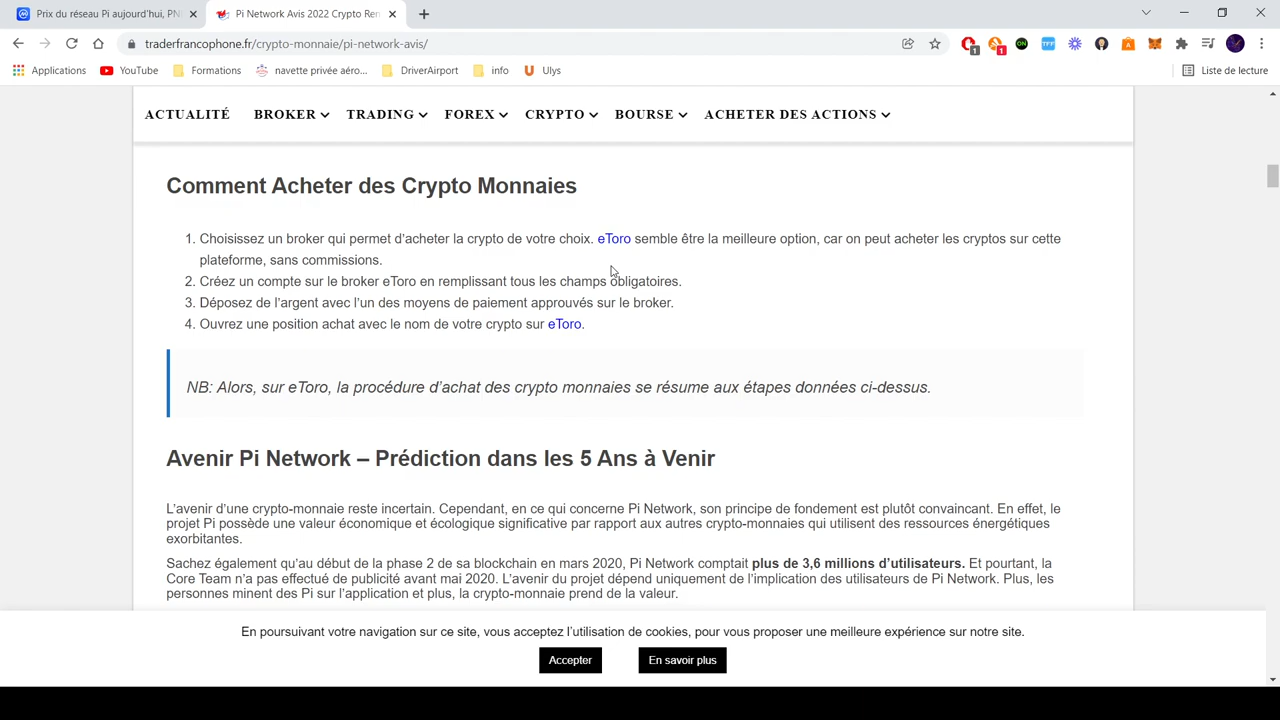 Prix du réseau Pi aujourd'hui, PN
Pi Network Avis 2022 Crypto Ren
traderfrancophone.fr/crypto-monnaie/pi-network-avis/
1
1
ON
TFF
Applications
YouTube
Formations
navette privée aéro...
DriverAirport
info
Ulys
Liste de lecture
ACTUALITÉ
BROKER
TRADING
FOREX
CRYPTO
BOURSE
ACHETER DES ACTIONS
Comment Acheter des Crypto Monnaies
1. Choisissez un broker qui permet d’acheter la crypto de votre choix. eToro semble être la meilleure option, car on peut acheter les cryptos sur cette
plateforme, sans commissions.
2. Créez un compte sur le broker eToro en remplissant tous les champs obligatoires.
3. Déposez de l’argent avec l’un des moyens de paiement approuvés sur le broker.
4. Ouvrez une position achat avec le nom de votre crypto sur eToro.
NB: Alors, sur eToro, la procédure d’achat des crypto monnaies se résume aux étapes données ci-dessus.
Avenir Pi Network – Prédiction dans les 5 Ans à Venir
L’avenir d’une crypto-monnaie reste incertain. Cependant, en ce qui concerne Pi Network, son principe de fondement est plutôt convaincant. En effet, le
projet Pi possède une valeur économique et écologique significative par rapport aux autres crypto-monnaies qui utilisent des ressources énergétiques
exorbitantes.
Sachez également qu’au début de la phase 2 de sa blockchain en mars 2020, Pi Network comptait plus de 3,6 millions d’utilisateurs. Et pourtant, la
Core Team n’a pas effectué de publicité avant mai 2020. L’avenir du projet dépend uniquement de l’implication des utilisateurs de Pi Network. Plus, les
personnes minent des Pi sur l’application et plus, la crypto-monnaie prend de la valeur.
En poursuivant votre navigation sur ce site, vous acceptez l’utilisation de cookies, pour vous proposer une meilleure expérience sur notre site.
Accepter
En savoir plus